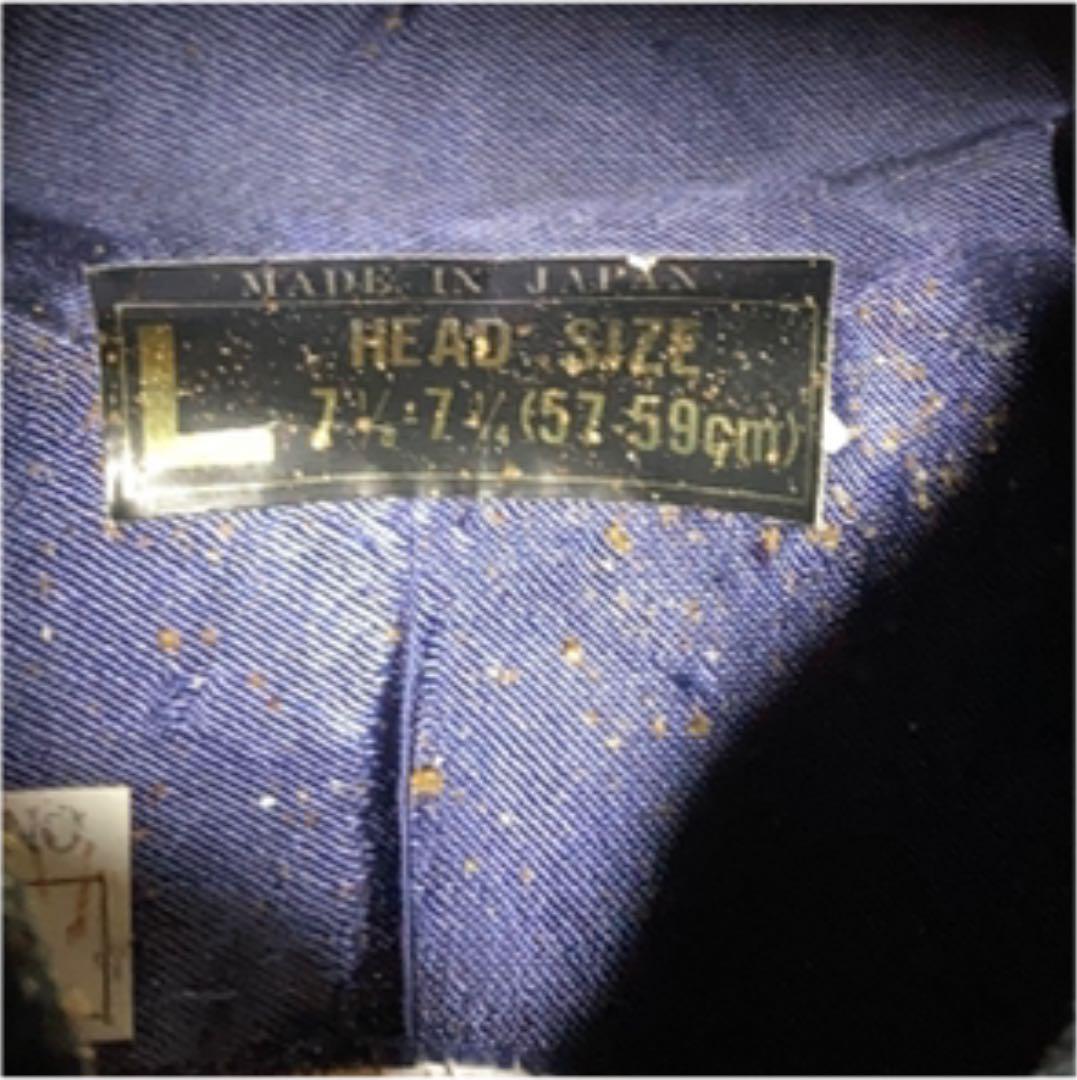 MADE IN JAPAN
HEAD SIZE
L 7⅛-7¼ (57-59cm)